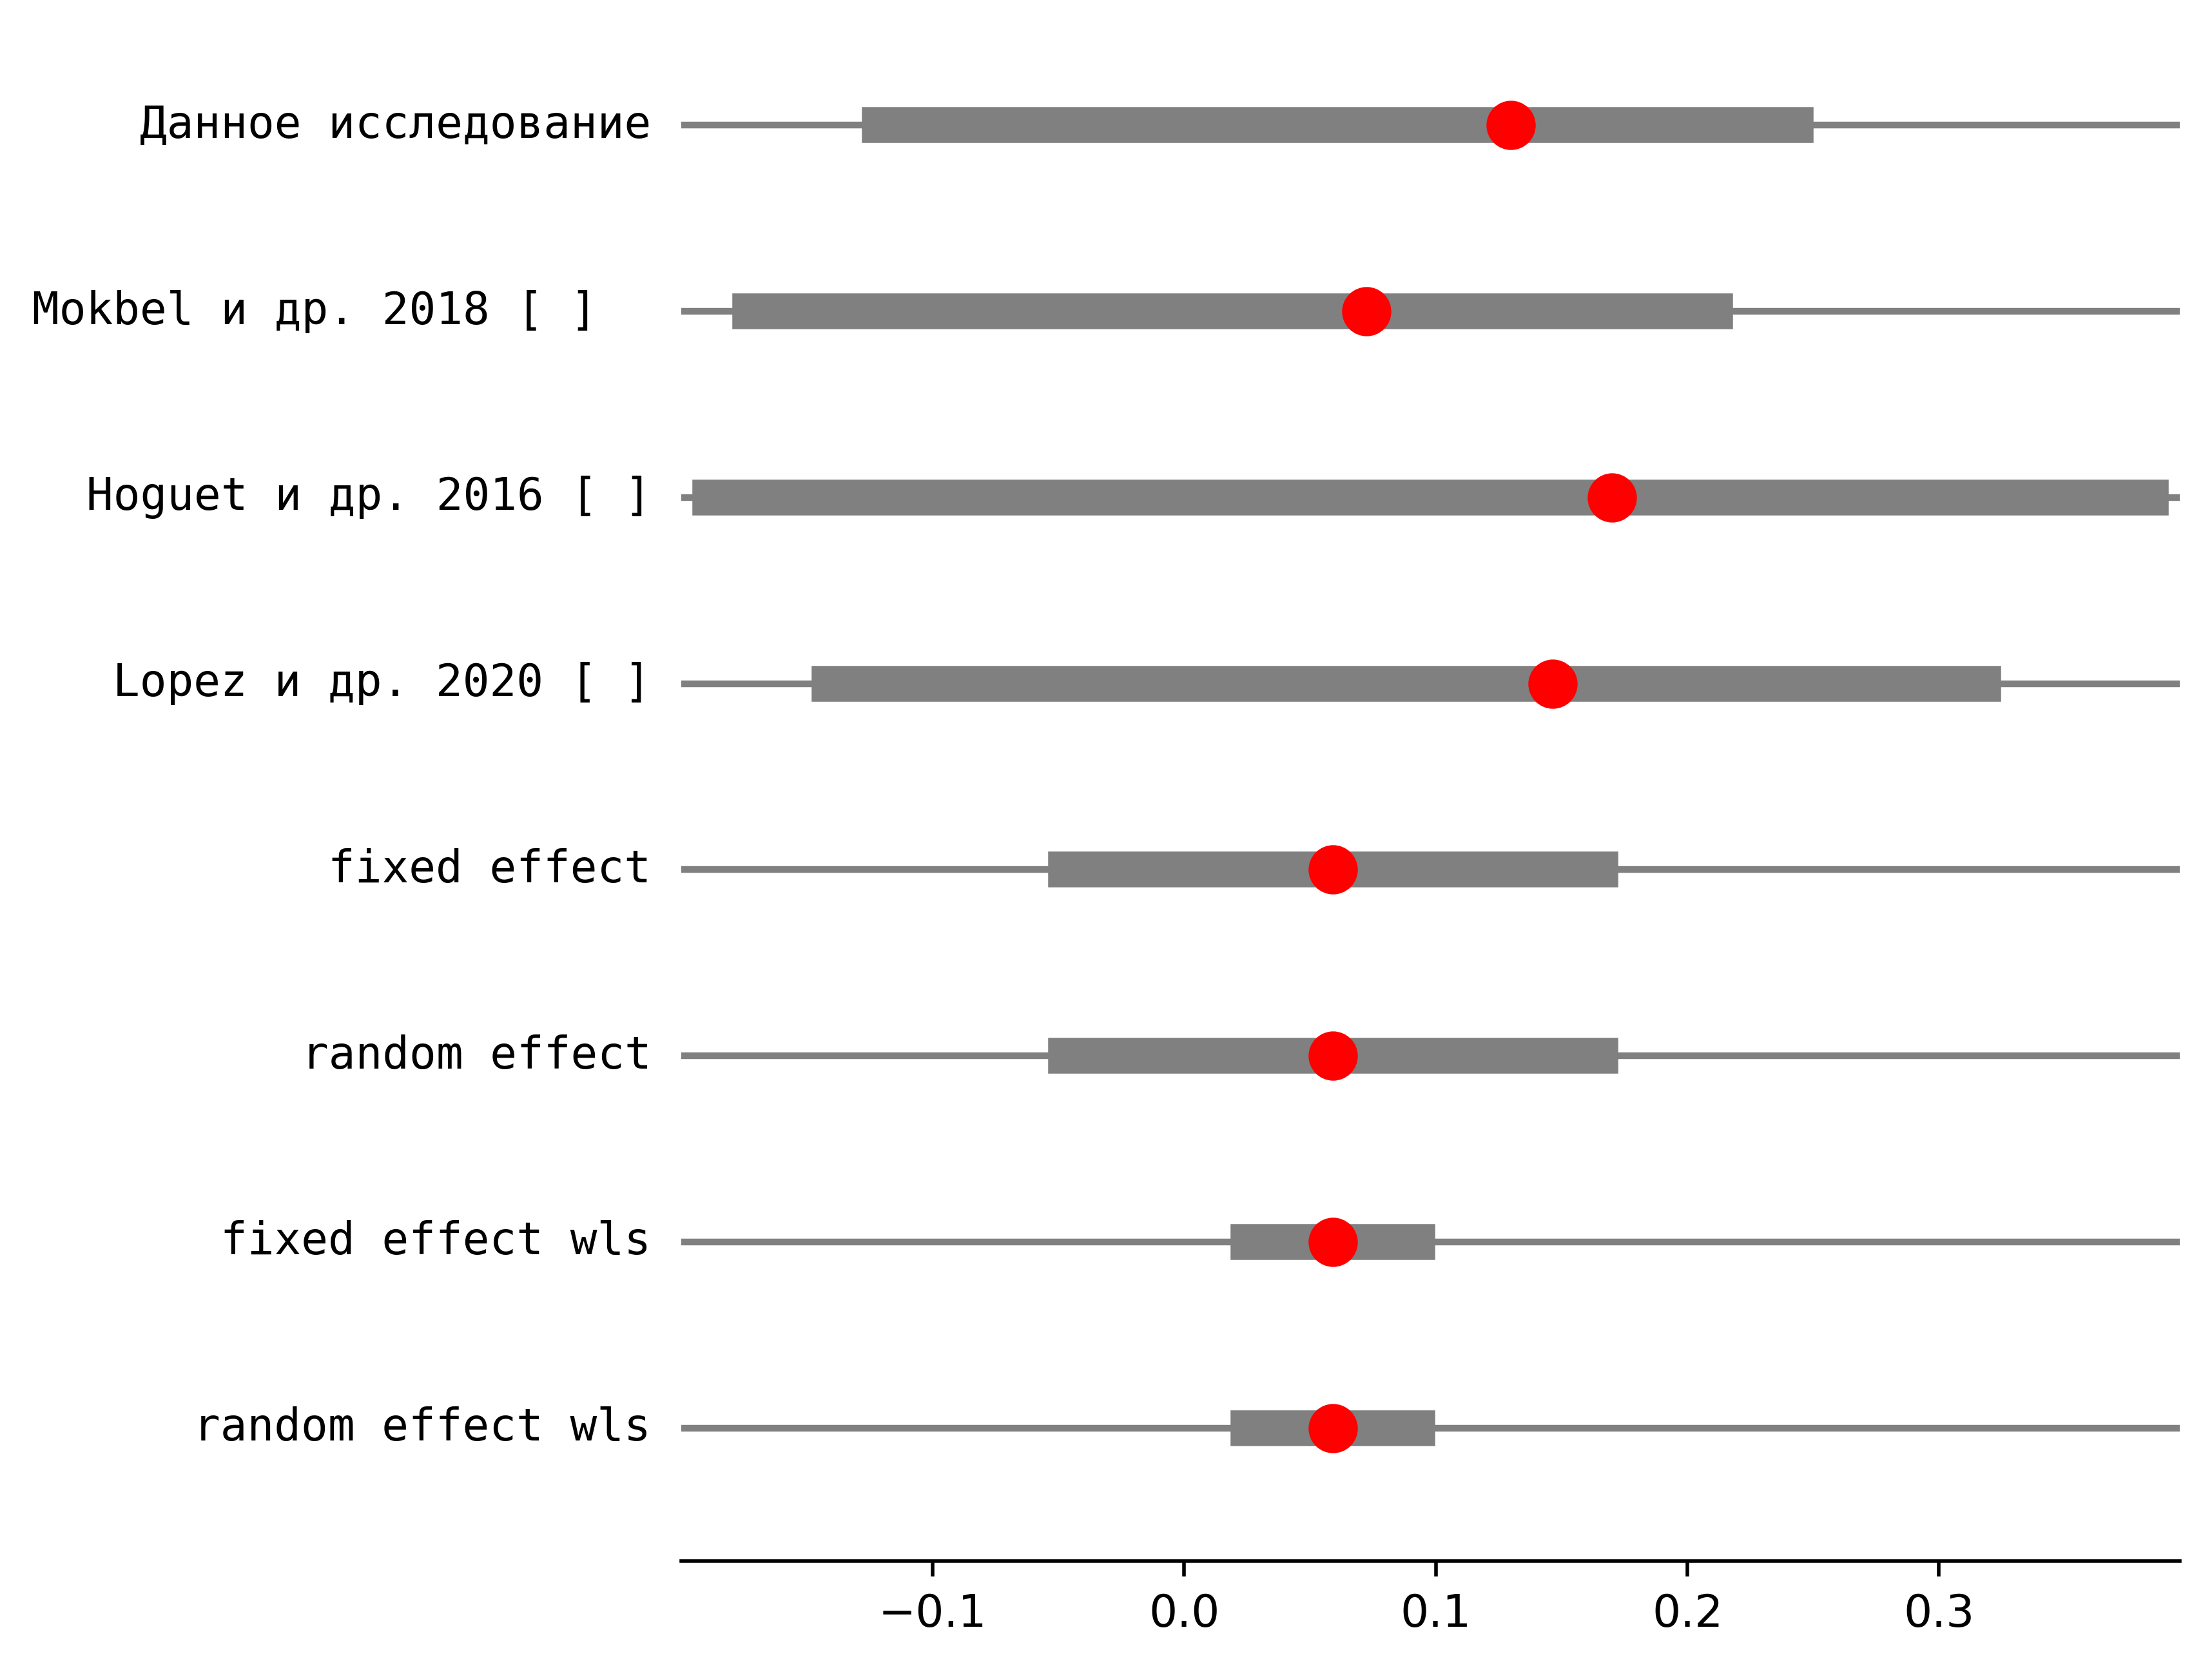 Данное исследование
Mokbel и др. 2018 [ ]
Hoguet и др. 2016 [ ]
Lopez и др. 2020 [ ]
fixed effect
random effect
fixed effect wls
random effect wls
−0.1 0.0 0.1 0.2 0.3